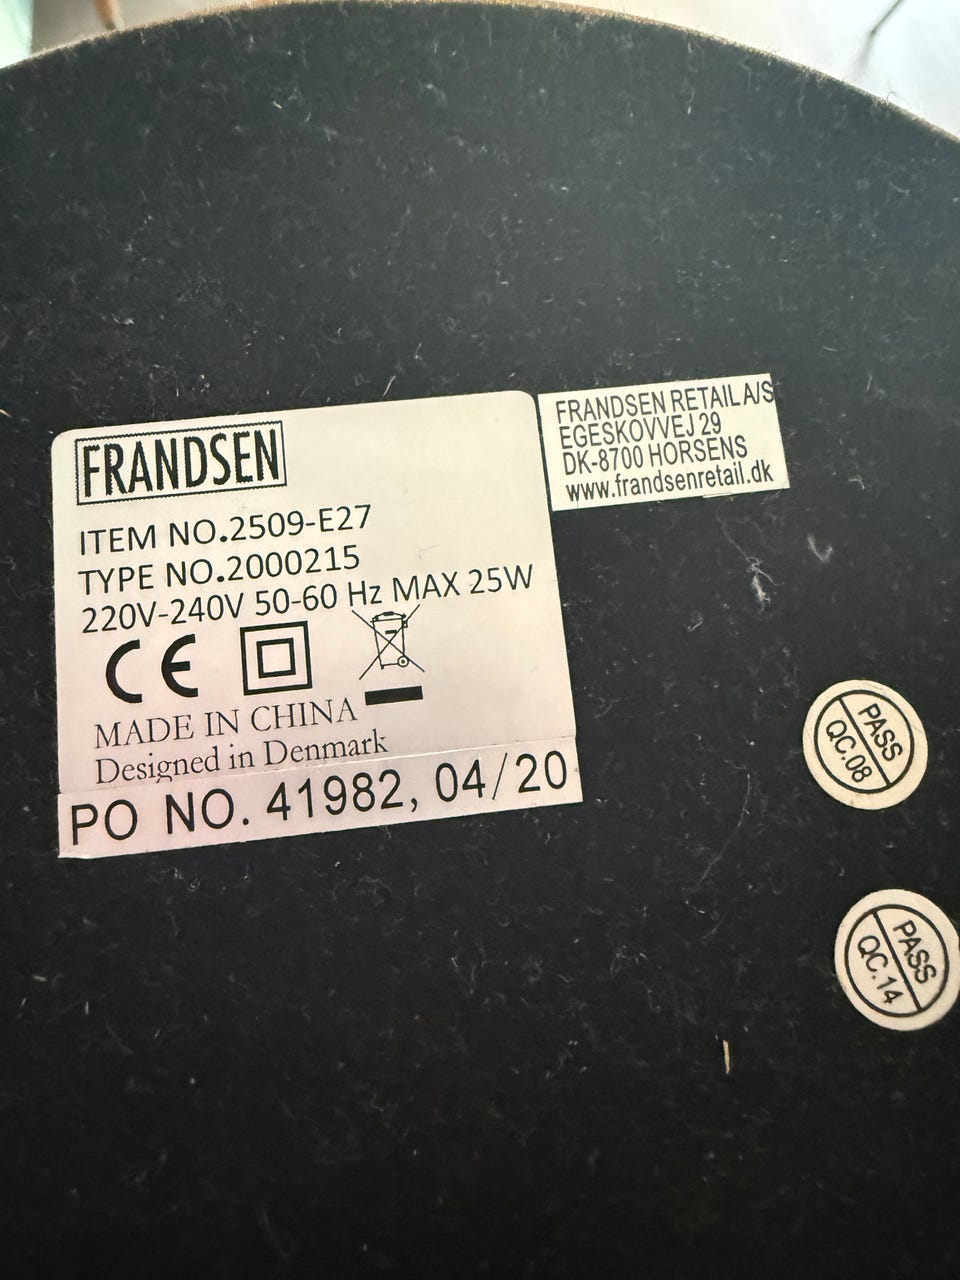 FRANDSEN
ITEM NO.2509-E27
TYPE NO.2000215
220V-240V 50-60 Hz MAX 25W
CE
MADE IN CHINA
Designed in Denmark
PO NO. 41982, 04/20
FRANDSEN RETAIL A/S
EGESKOVVEJ 29
DK-8700 HORSENS
www.frandsenretail.dk
PASS
QC.08
PASS
QC.14